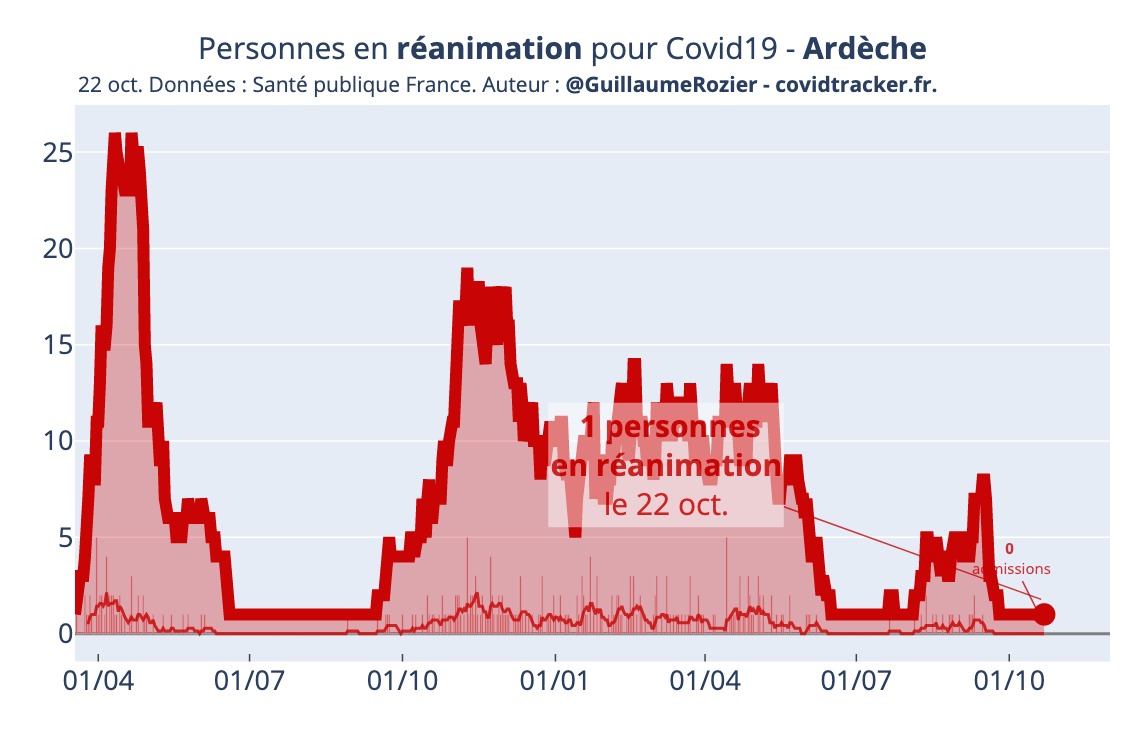 Personnes en réanimation pour Covid19 - Ardèche
22 oct. Données : Santé publique France. Auteur : @GuillaumeRozier - covidtracker.fr.
25
20
15
10
5
0
1 personnes
en réanimation
le 22 oct.
0
admissions
01/04
01/07
01/10
01/01
01/04
01/07
01/10